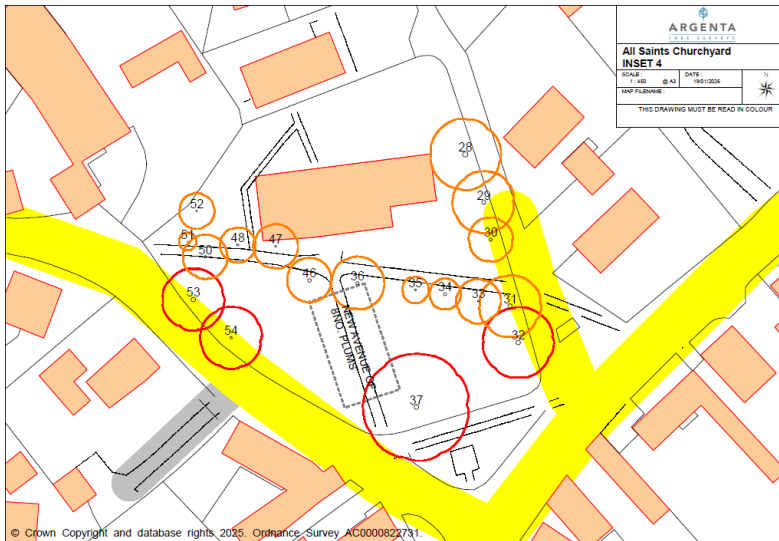 ARGENTA
TREE SURVEYS
All Saints Churchyard
INSET 4
SCALE :
1 : 450 @ A3
DATE :
19/01/2026
N
MAP FILENAME :
THIS DRAWING MUST BE READ IN COLOUR
28
29
30
52
51
50
48
47
46
36
35
34
33
31
32
53
54
37
NEW AVENUE OF
8NO. PLUMS
© Crown Copyright and database rights 2025. Ordnance Survey AC0000822731.